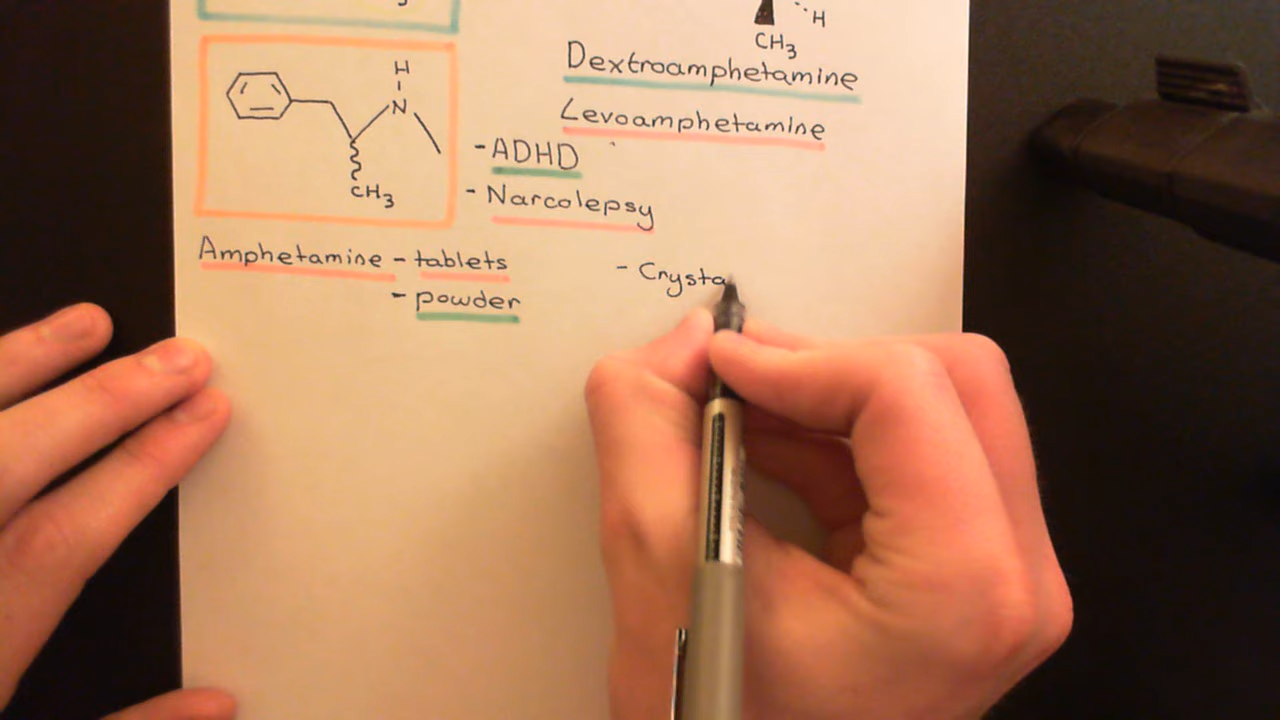 H
CH3
Dextroamphetamine
Levoamphetamine
H
N
CH3
- ADHD
- Narcolepsy
Amphetamine - tablets
- powder
- Crysta